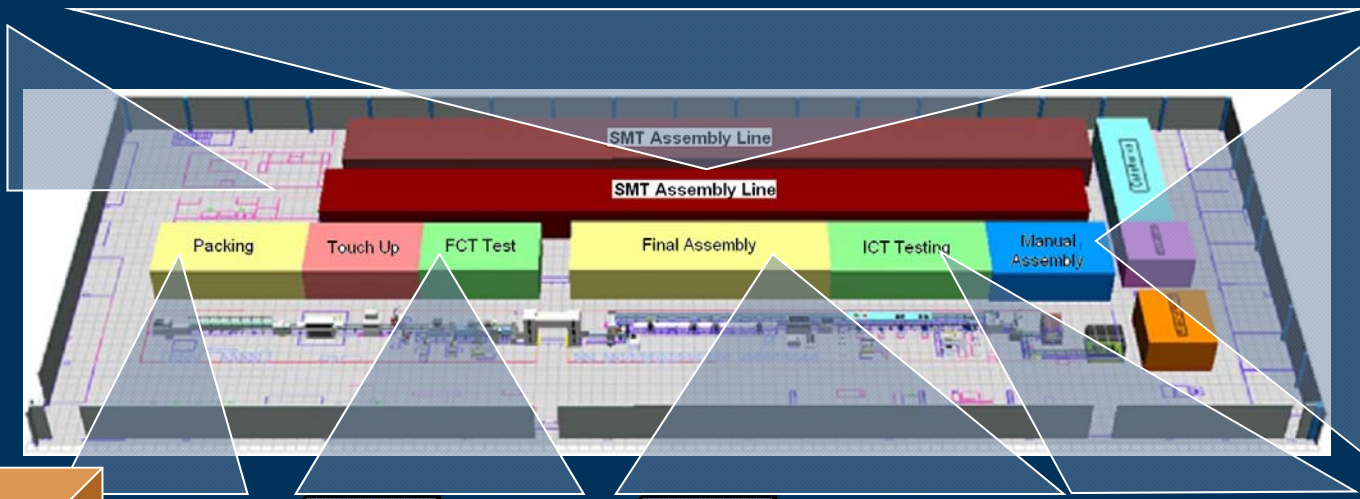 SMT Assembly Line
SMT Assembly Line
Packing
Touch Up
FCT Test
Final Assembly
ICT Testing
Manual
Assembly